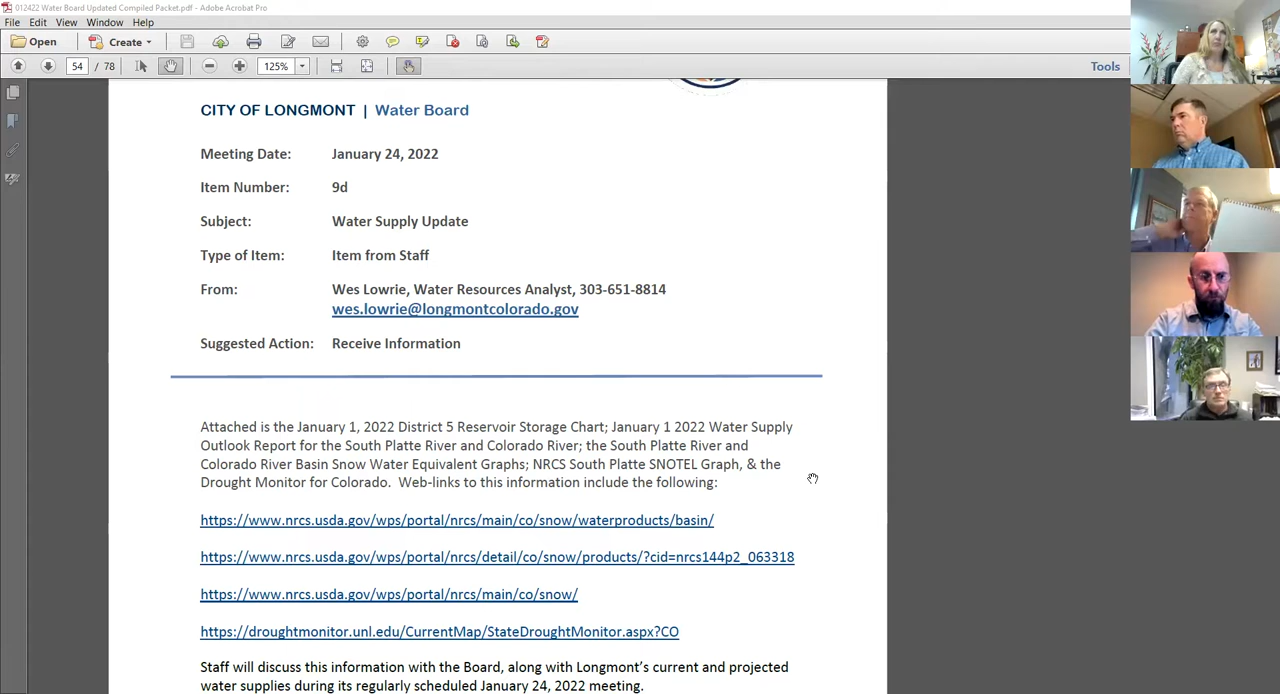 012422 Water Board Updated Compiled Packet.pdf - Adobe Acrobat Pro
File Edit View Window Help
Open Create
54 / 78 125% Tools
CITY OF LONGMONT | Water Board
Meeting Date: January 24, 2022
Item Number: 9d
Subject: Water Supply Update
Type of Item: Item from Staff
From: Wes Lowrie, Water Resources Analyst, 303-651-8814
wes.lowrie@longmontcolorado.gov
Suggested Action: Receive Information
Attached is the January 1, 2022 District 5 Reservoir Storage Chart; January 1 2022 Water Supply
Outlook Report for the South Platte River and Colorado River; the South Platte River and
Colorado River Basin Snow Water Equivalent Graphs; NRCS South Platte SNOTEL Graph, & the
Drought Monitor for Colorado. Web-links to this information include the following:
https://www.nrcs.usda.gov/wps/portal/nrcs/main/co/snow/waterproducts/basin/
https://www.nrcs.usda.gov/wps/portal/nrcs/detail/co/snow/products/?cid=nrcs144p2_063318
https://www.nrcs.usda.gov/wps/portal/nrcs/main/co/snow/
https://droughtmonitor.unl.edu/CurrentMap/StateDroughtMonitor.aspx?CO
Staff will discuss this information with the Board, along with Longmont's current and projected
water supplies during its regularly scheduled January 24, 2022 meeting.